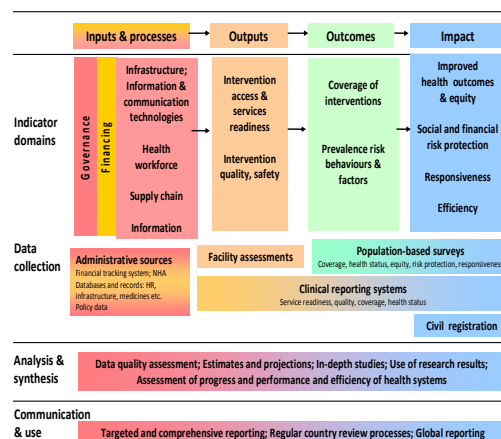 Inputs & processes
Outputs
Outcomes
Impact
Indicator
domains
Governance
Financing
Infrastructure;
Information &
communication
technologies
Health
workforce
Supply chain
Information
Intervention
access &
services
readiness
Intervention
quality, safety
Coverage of
interventions
Prevalence risk
behaviours &
factors
Improved
health outcomes
& equity
Social and financial
risk protection
Responsiveness
Efficiency
Data
collection
Administrative sources
Financial tracking system; NHA
Databases and records: HR,
infrastructure, medicines etc.
Policy data
Facility assessments
Population-based surveys
Coverage, health status, equity, risk protection, responsiveness
Clinical reporting systems
Service readiness, quality, coverage, health status
Civil registration
Analysis &
synthesis
Data quality assessment; Estimates and projections; In-depth studies; Use of research results;
Assessment of progress and performance and efficiency of health systems
Communication
& use
Targeted and comprehensive reporting; Regular country review processes; Global reporting